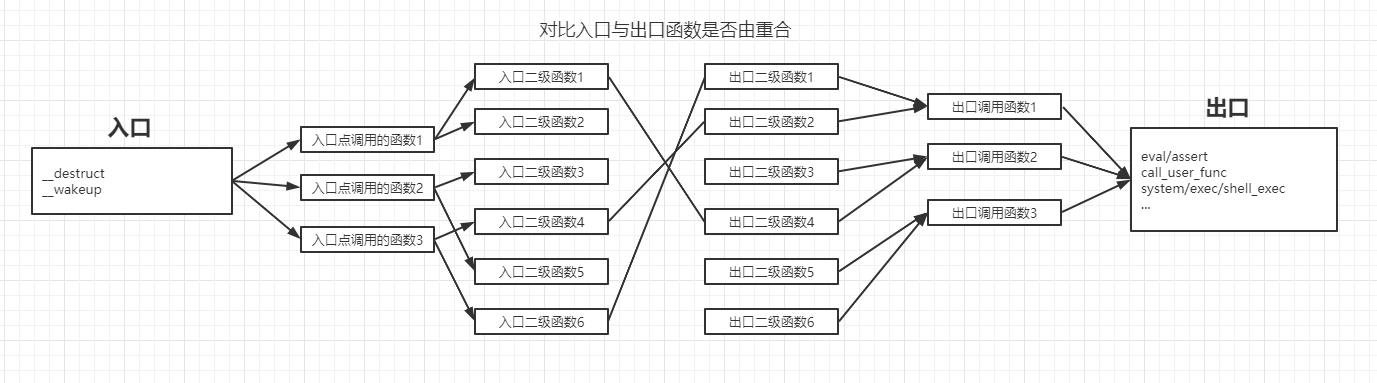 对比入口与出口函数是否由重合
入口
__destruct
__wakeup
入口点调用的函数1
入口点调用的函数2
入口点调用的函数3
入口二级函数1
入口二级函数2
入口二级函数3
入口二级函数4
入口二级函数5
入口二级函数6
出口二级函数1
出口二级函数2
出口二级函数3
出口二级函数4
出口二级函数5
出口二级函数6
出口调用函数1
出口调用函数2
出口调用函数3
出口
eval/assert
call_user_func
system/exec/shell_exec
...